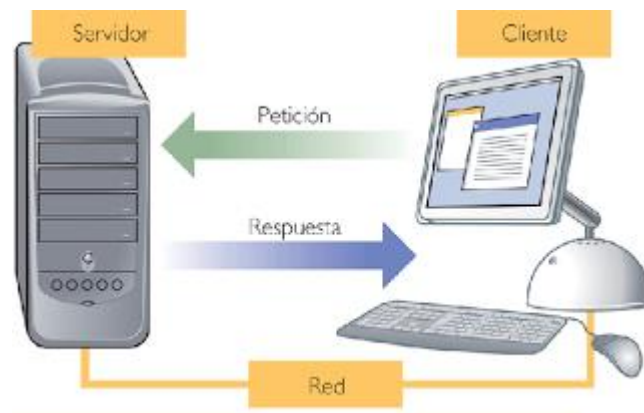 Servidor
Cliente
Petición
Respuesta
Red